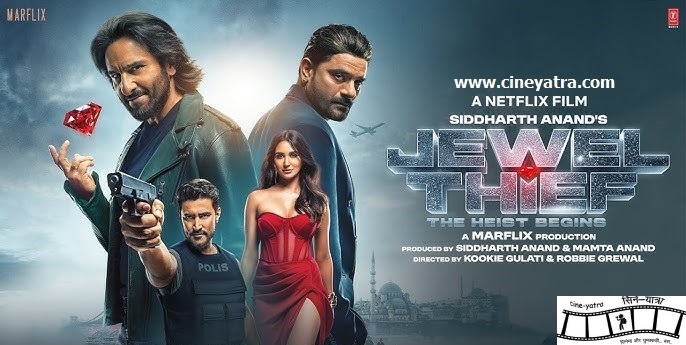 MARFLIX
T
SERIES
www.cineyatra.com
A NETFLIX FILM
SIDDHARTH ANAND'S
JEWEL
THIEF
THE HEIST BEGINS
A MARFLIX PRODUCTION
PRODUCED BY SIDDHARTH ANAND & MAMTA ANAND
DIRECTED BY KOOKIE GULATI & ROBBIE GREWAL
POLIS
cine-yatra
सिने-यात्रा